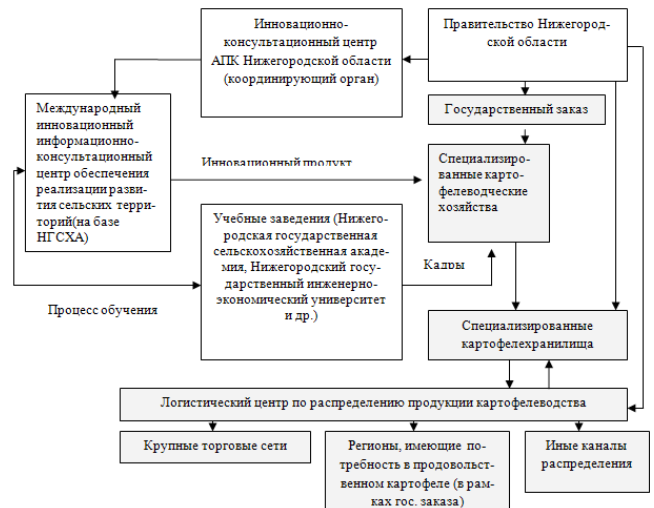 Инновационно-
консультационный центр
АПК Нижегородской области
(координирующий орган)
Правительство Нижегород-
ской области
Государственный заказ
Международный
инновационный
информационно-
консультационный
центр обеспечения
реализации разви
тия сельских терри-
торий(на базе
НГСХА)
Инновационный продукт
Специализиро-
ванные карто-
фелеводческие
хозяйства
Учебные заведения (Нижего-
родская государственная
сельскохозяйственная ака-
демия, Нижегородский госу-
дарственный инженерно-
экономический университет
и др.)
Кадры
Процесс обучения
Специализированные
картофелехранилища
Логистический центр по распределению продукции картофелеводства
Крупные торговые сети
Регионы, имеющие по-
требность в продовольст-
венном картофеле (в рам-
ках гос. заказа)
Иные каналы
распределения